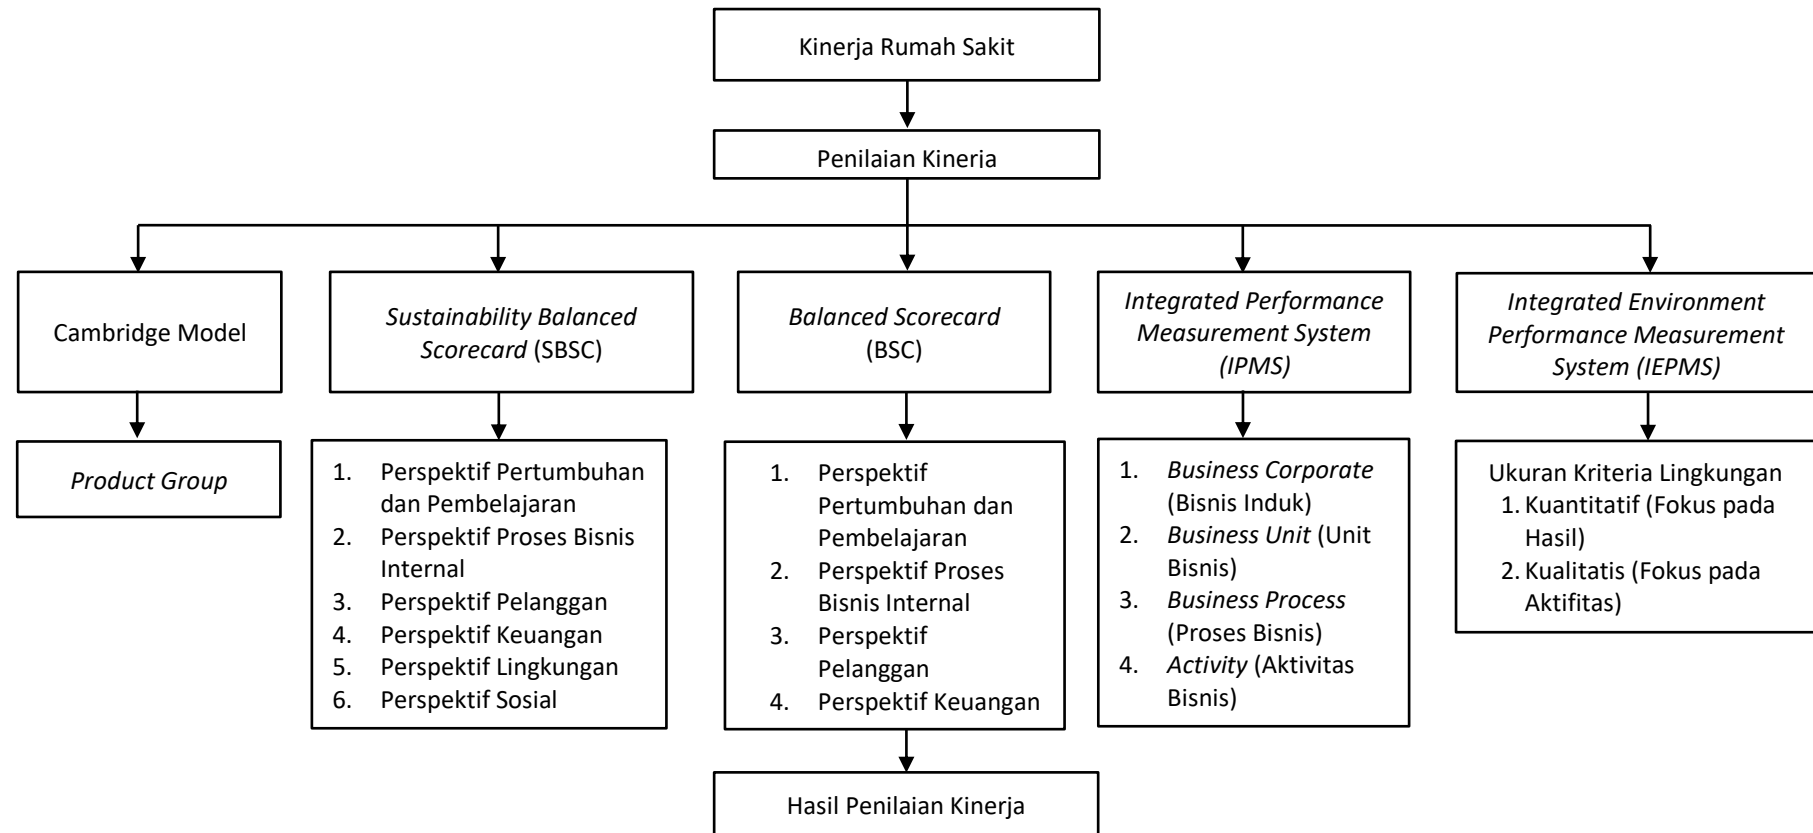 Kinerja Rumah Sakit
Penilaian Kinerja
Cambridge Model
Sustainability Balanced
Scorecard (SBSC)
Balanced Scorecard
(BSC)
Integrated Performance
Measurement System
(IPMS)
Integrated Environment
Performance Measurement
System (IEPMS)
Product Group
1. Perspektif Pertumbuhan
dan Pembelajaran
2. Perspektif Proses Bisnis
Internal
3. Perspektif Pelanggan
4. Perspektif Keuangan
5. Perspektif Lingkungan
6. Perspektif Sosial
1. Perspektif
Pertumbuhan dan
Pembelajaran
2. Perspektif Proses
Bisnis Internal
3. Perspektif
Pelanggan
4. Perspektif Keuangan
1. Business Corporate
(Bisnis Induk)
2. Business Unit (Unit
Bisnis)
3. Business Process
(Proses Bisnis)
4. Activity (Aktivitas
Bisnis)
Ukuran Kriteria Lingkungan
1. Kuantitatif (Fokus pada
Hasil)
2. Kualitatis (Fokus pada
Aktifitas)
Hasil Penilaian Kinerja